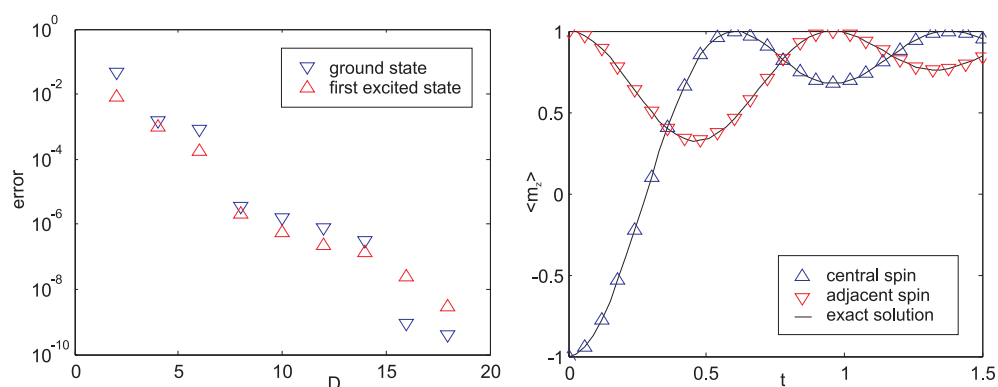 10^0
10^-2
10^-4
10^-6
10^-8
10^-10
error
0 5 10 15 20
D
ground state
first excited state
1
0.5
0
-0.5
-1
<m_z>
0 0.5 1 1.5
t
central spin
adjacent spin
exact solution